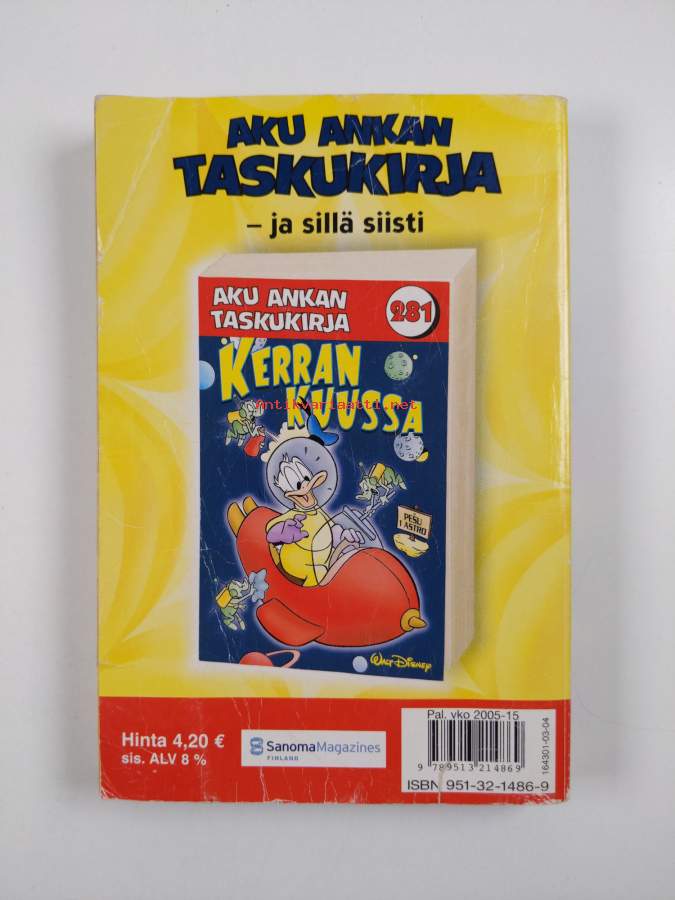 AKU ANKAN
TASKUKIRJA
– ja sillä siisti
AKU ANKAN
TASKUKIRJA
281
KERRAN
KUUSSA
Antikvariaatti.net
PESU
1 ASTRO
WALT DISNEY
Hinta 4,20 €
sis. ALV 8 %
SanomaMagazines
FINLAND
Pal. vko 2005-15
9 789513 214869
ISBN 951-32-1486-9
164301-03-04